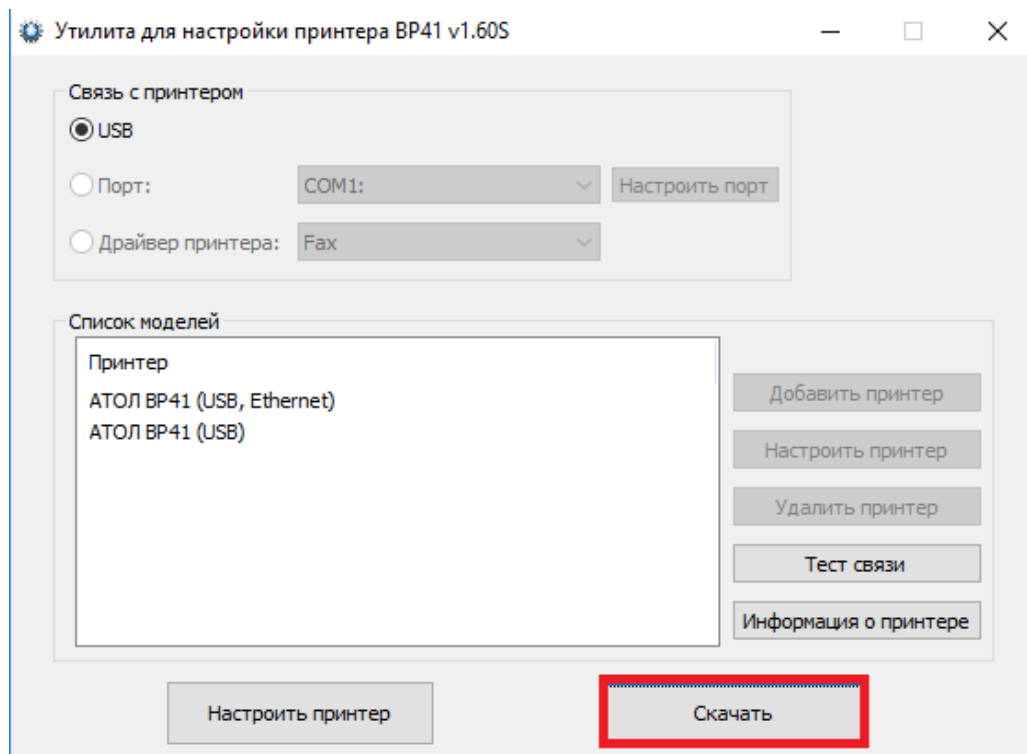 Утилита для настройки принтера BP41 v1.60S
Связь с принтером
USB
Порт:
COM1:
Настроить порт
Драйвер принтера:
Fax
Список моделей
Принтер
АТОЛ BP41 (USB, Ethernet)
АТОЛ BP41 (USB)
Добавить принтер
Настроить принтер
Удалить принтер
Тест связи
Информация о принтере
Настроить принтер
Скачать